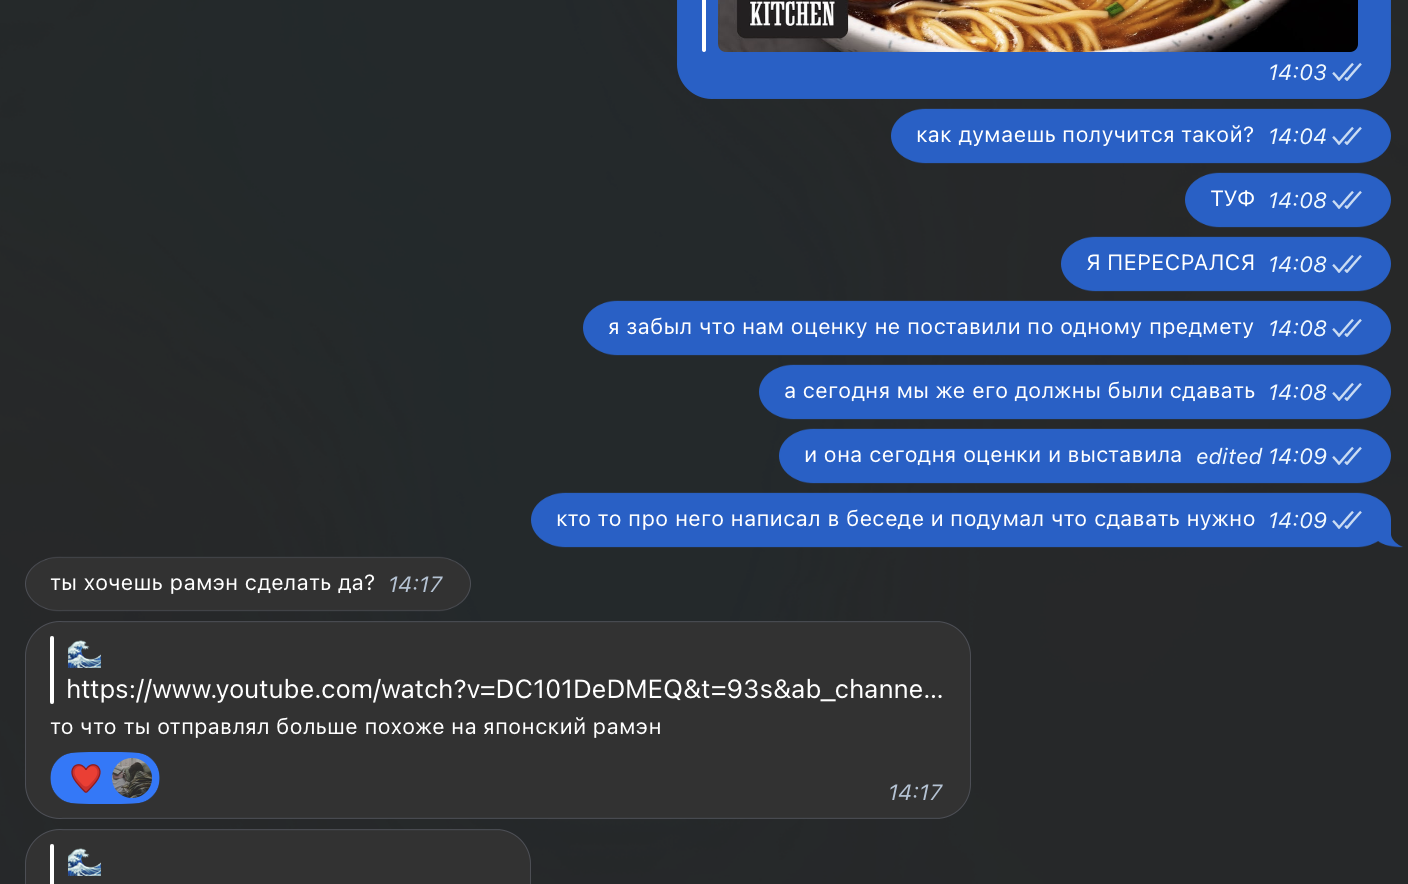 KITCHEN
14:03
как думаешь получится такой? 14:04
ТУФ 14:08
Я ПЕРЕСРАЛСЯ 14:08
я забыл что нам оценку не поставили по одному предмету 14:08
а сегодня мы же его должны были сдавать 14:08
и она сегодня оценки и выставила edited 14:09
кто то про него написал в беседе и подумал что сдавать нужно 14:09
ты хочешь рамэн сделать да? 14:17
🌊
https://www.youtube.com/watch?v=DC101DeDMEQ&t=93s&ab_channe...
то что ты отправлял больше похоже на японский рамэн
14:17
🌊